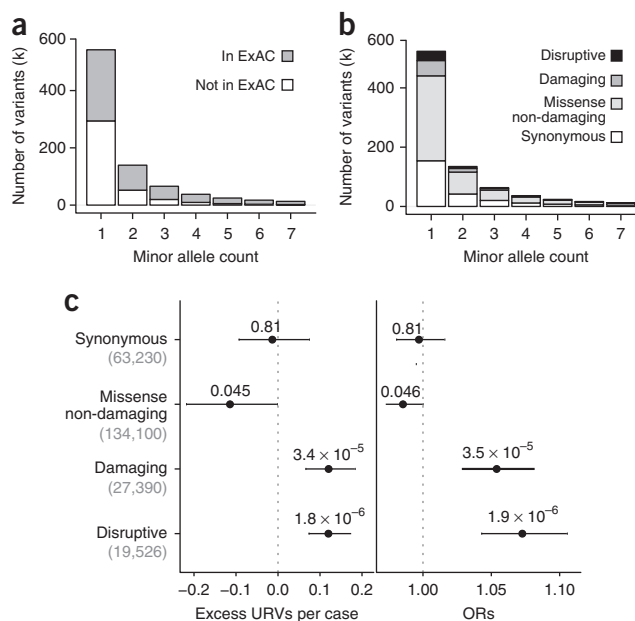 a
Number of variants (k)
600
400
200
0
In ExAC
Not in ExAC
1 2 3 4 5 6 7
Minor allele count
b
Number of variants (k)
600
400
200
0
Disruptive
Damaging
Missense
non-damaging
Synonymous
1 2 3 4 5 6 7
Minor allele count
c
Synonymous
(63,230)
Missense
non-damaging
(134,100)
Damaging
(27,390)
Disruptive
(19,526)
0.81
0.045
3.4 × 10⁻⁵
1.8 × 10⁻⁶
−0.2 −0.1 0.0 0.1 0.2
Excess URVs per case
0.81
0.046
3.5 × 10⁻⁵
1.9 × 10⁻⁶
1.00 1.05 1.10
ORs